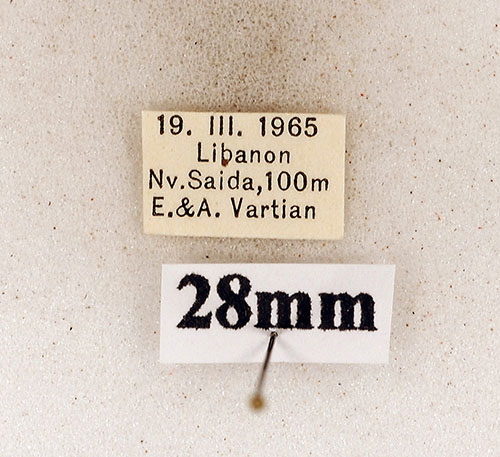 19. III. 1965
Libanon
Nv.Saida,100m
E.&A. Vartian
28mm